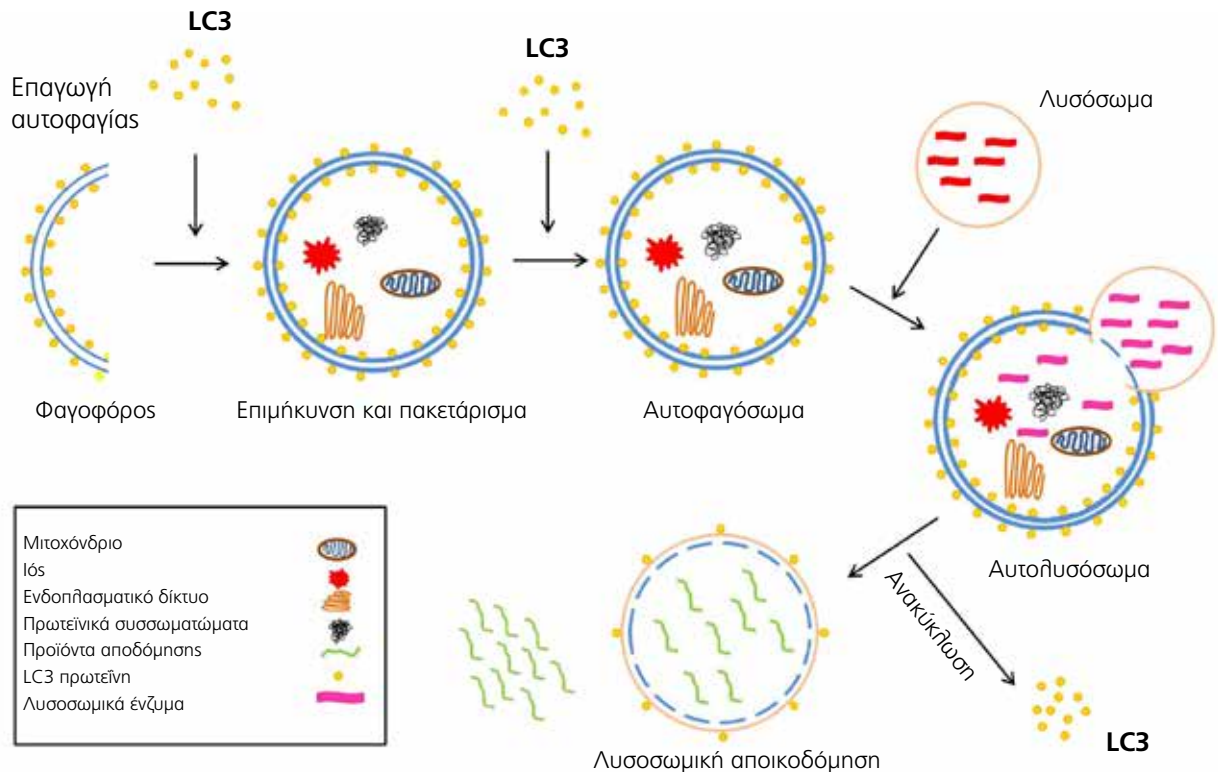 LC3
LC3
Επαγωγή
αυτοφαγίας
Λυσόσωμα
Φαγοφόρος
Επιμήκυνση και πακετάρισμα
Αυτοφαγόσωμα
Αυτολυσόσωμα
Μιτοχόνδριο
Ιός
Ενδοπλασματικό δίκτυο
Πρωτεϊνικά συσσωματώματα
Προϊόντα αποδόμησης
LC3 πρωτεΐνη
Λυσοσωμικά ένζυμα
Ανακύκλωση
LC3
Λυσοσωμική αποικοδόμηση